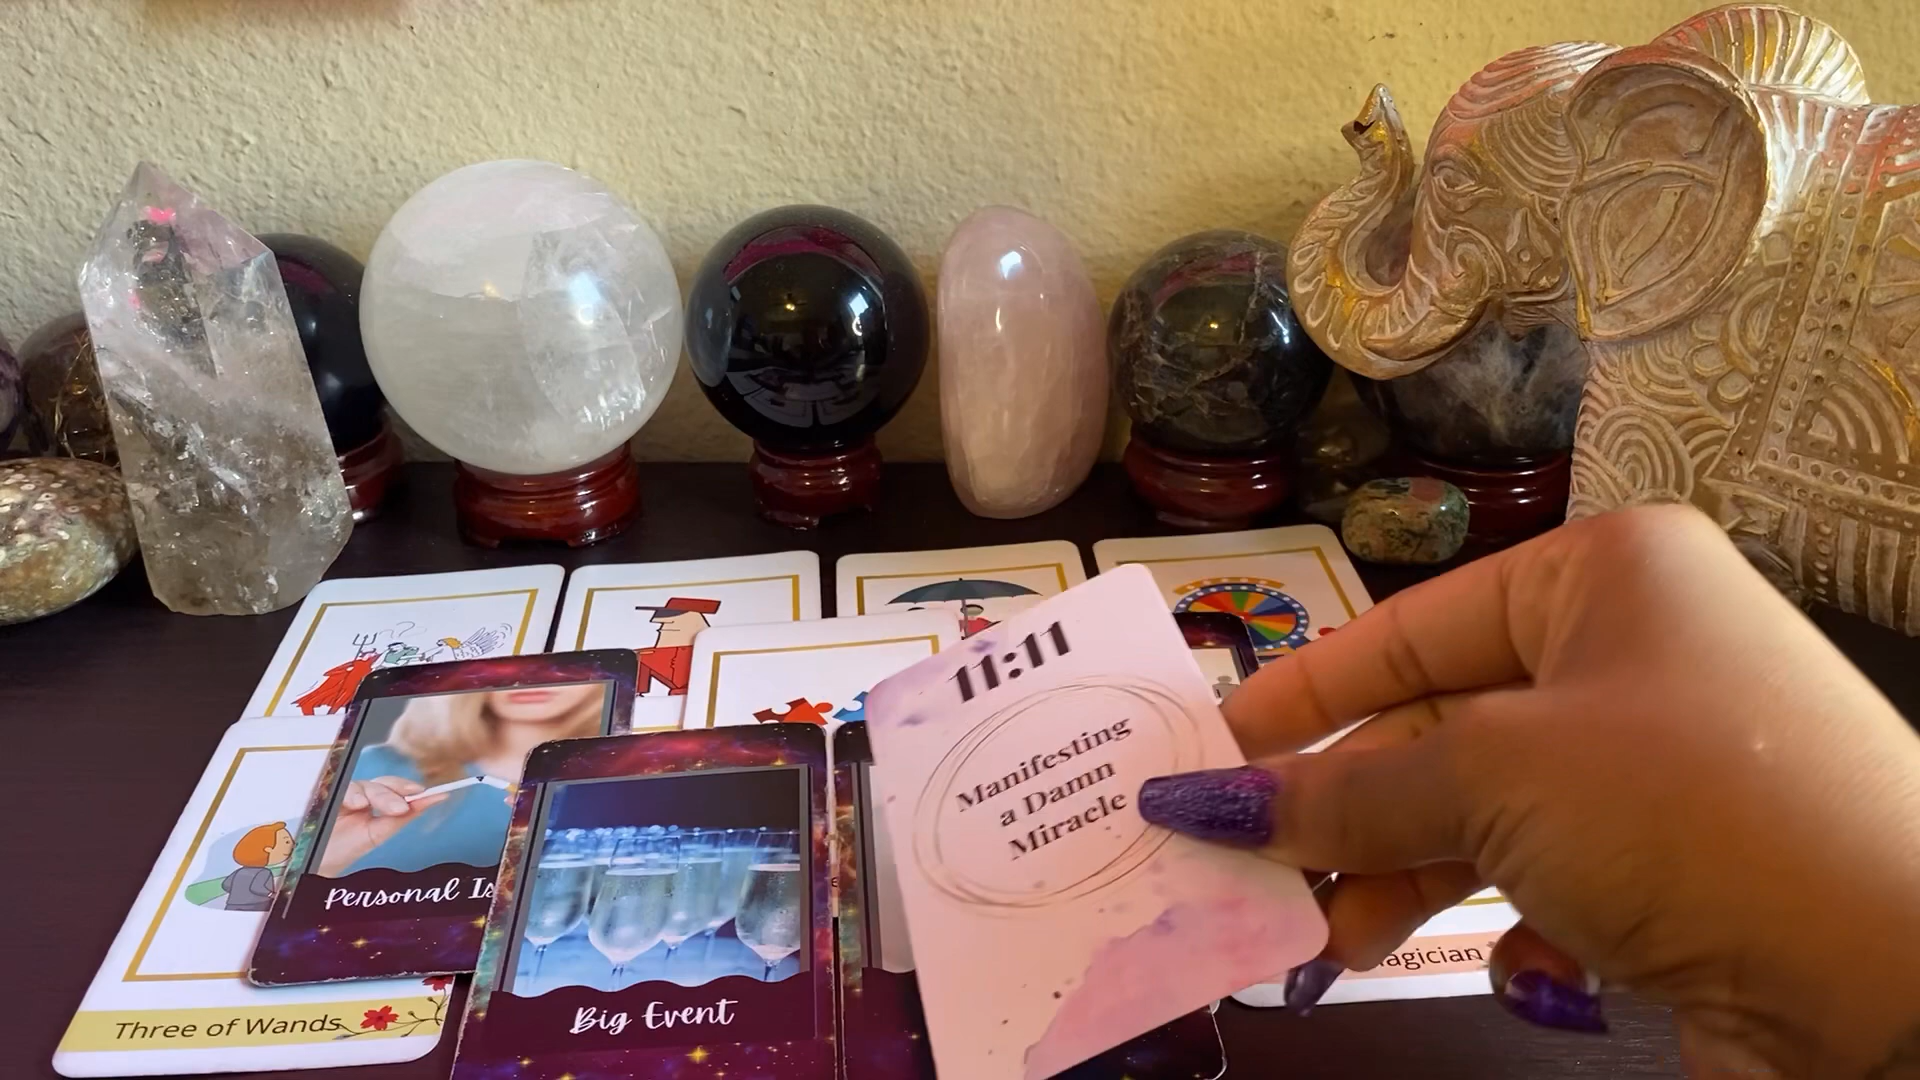 11:11
Manifesting
a Damn
Miracle
Personal Is
Big Event
Three of Wands
agician